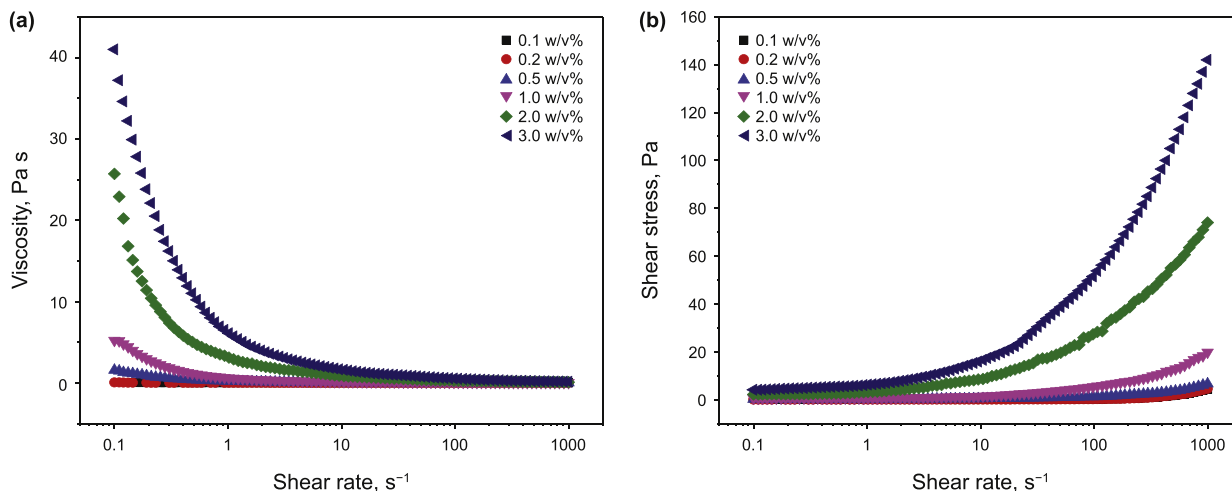 (a)
0.1 w/v%
0.2 w/v%
0.5 w/v%
1.0 w/v%
2.0 w/v%
3.0 w/v%
40
30
20
10
0
Viscosity, Pa s
0.1 1 10 100 1000
Shear rate, s⁻¹
(b)
0.1 w/v%
0.2 w/v%
0.5 w/v%
1.0 w/v%
2.0 w/v%
3.0 w/v%
160
140
120
100
80
60
40
20
0
Shear stress, Pa
0.1 1 10 100 1000
Shear rate, s⁻¹